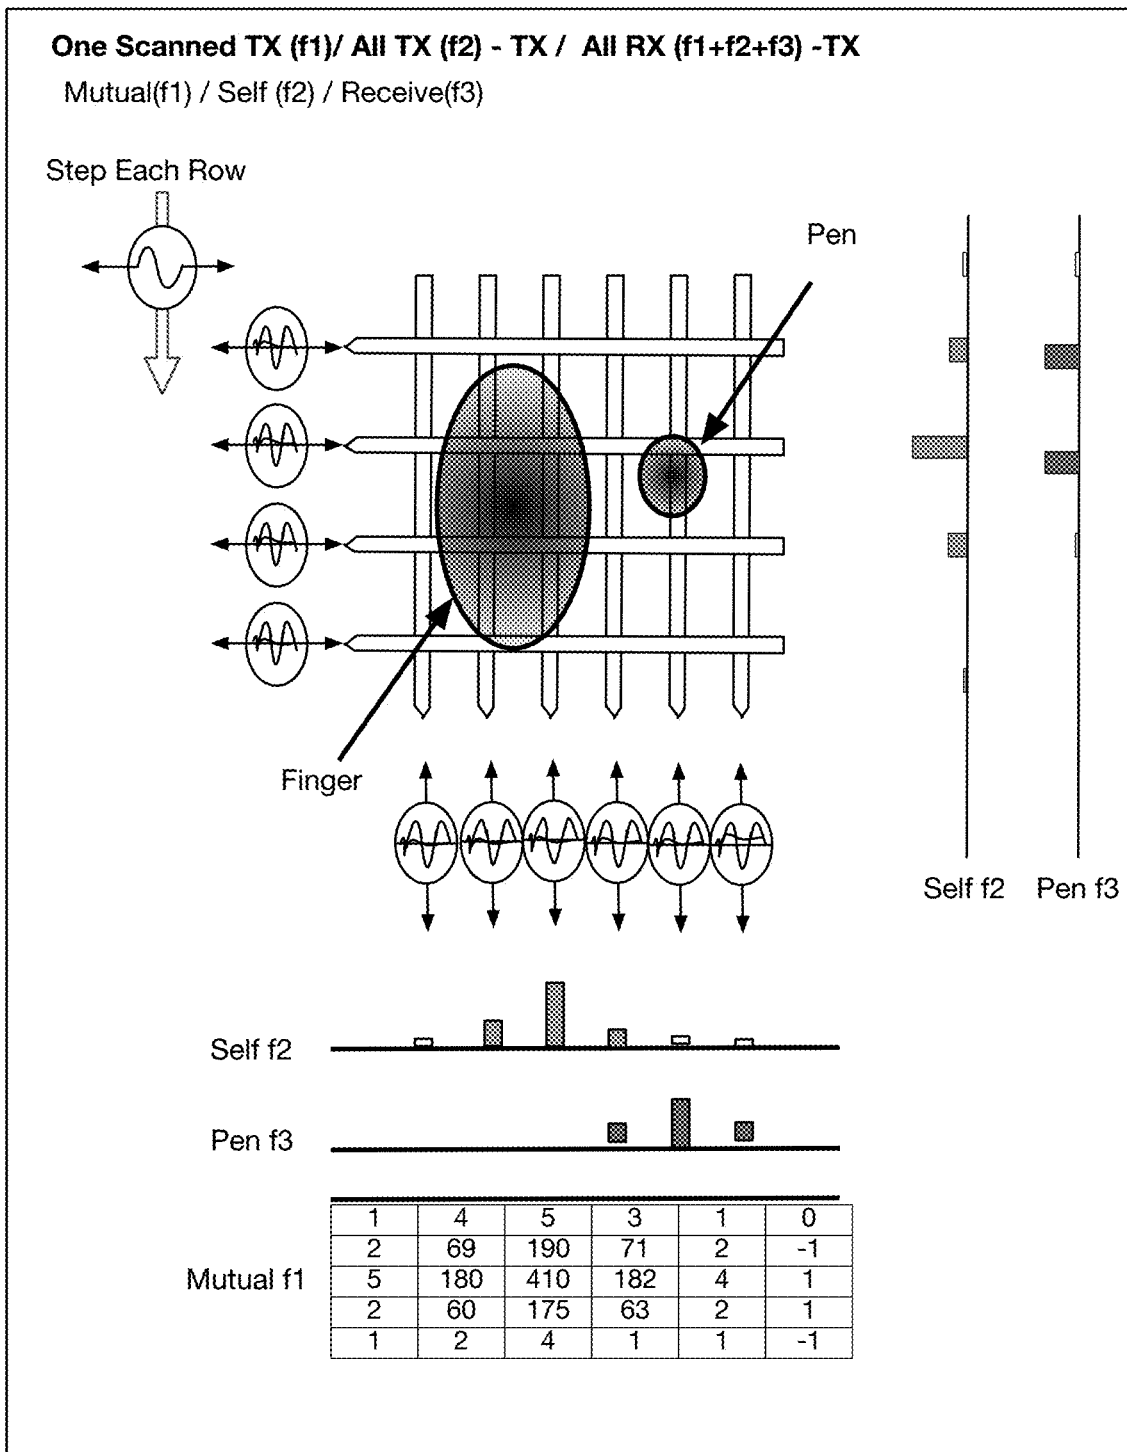 One Scanned TX (f1)/ All TX (f2) - TX / All RX (f1+f2+f3) -TX
Mutual(f1) / Self (f2) / Receive(f3)
Step Each Row
Pen
Finger
Self f2 Pen f3
Self f2
Pen f3
Mutual f1
1 4 5 3 1 0
2 69 190 71 2 -1
5 180 410 182 4 1
2 60 175 63 2 1
1 2 4 1 1 -1